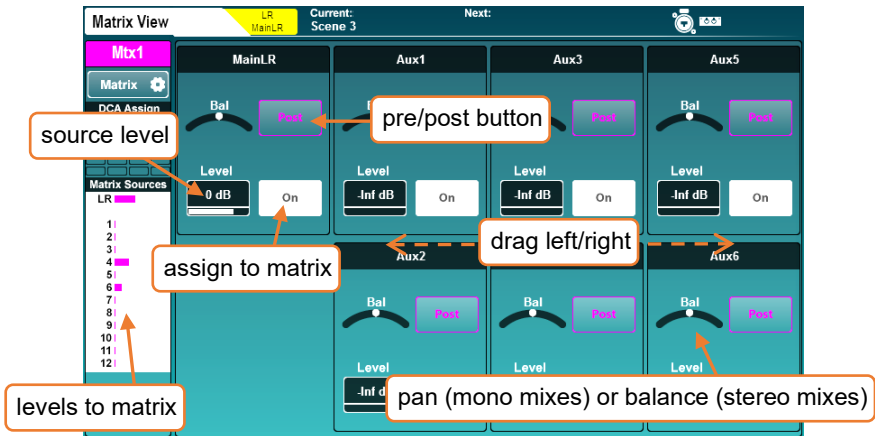 Matrix View
LR
MainLR
Current:
Scene 3
Next:
Mtx1
Matrix
DCA Assign
Matrix Sources
LR
1
2
3
4
5
6
7
8
9
10
11
12
MainLR
Bal
Post
Level
0 dB
On
Aux1
Level
-Inf dB
On
Aux3
Post
Level
-Inf dB
On
Aux5
Bal
Post
Level
-Inf dB
On
Aux2
Bal
Post
Level
-Inf d
Bal
Post
Level
Aux6
Bal
Post
Level
source level
pre/post button
assign to matrix
drag left/right
levels to matrix
pan (mono mixes) or balance (stereo mixes)